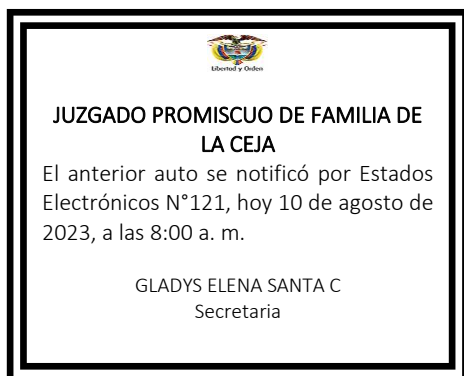 Libertad y Orden
JUZGADO PROMISCUO DE FAMILIA DE
LA CEJA
El anterior auto se notificó por Estados
Electrónicos N°121, hoy 10 de agosto de
2023, a las 8:00 a. m.
GLADYS ELENA SANTA C
Secretaria